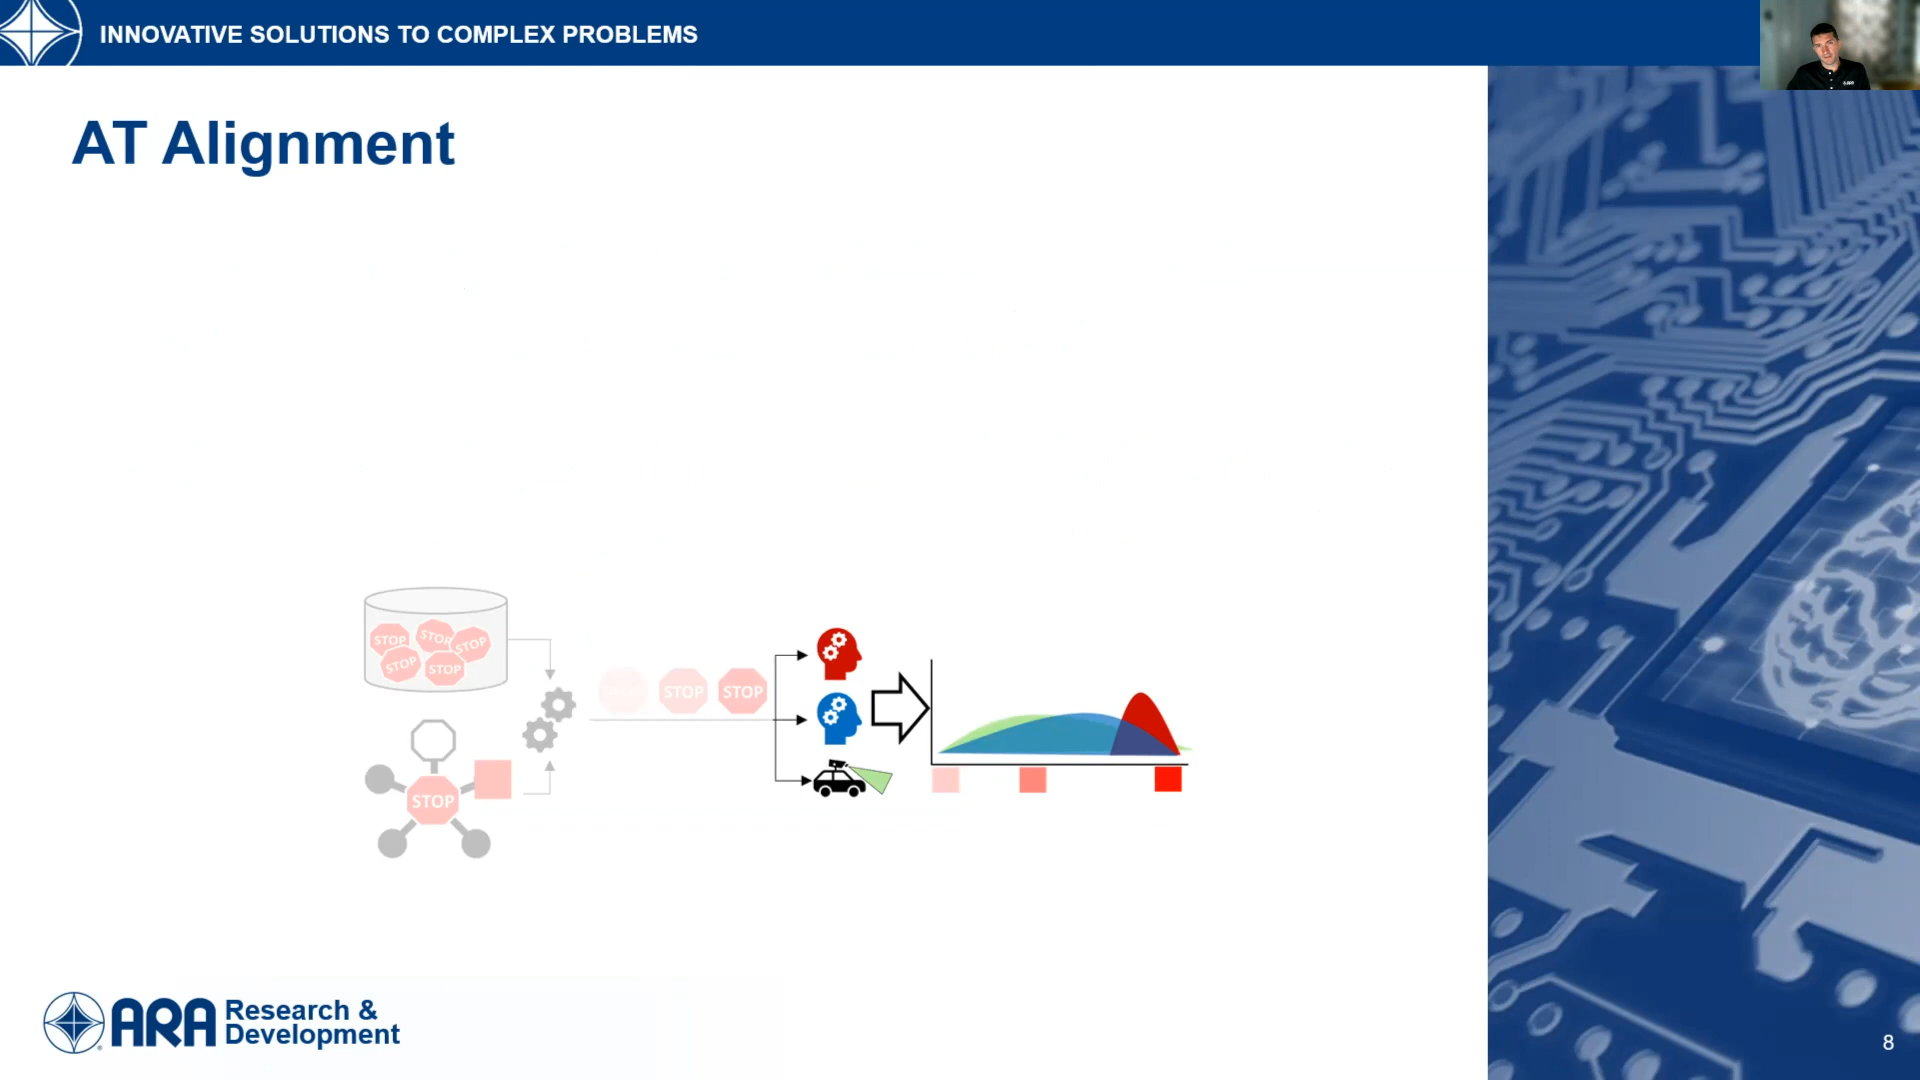 INNOVATIVE SOLUTIONS TO COMPLEX PROBLEMS
AT Alignment
STOP
STOP
STOP
STOP
STOP
STOP
STOP
STOP
ARA Research &
Development
8